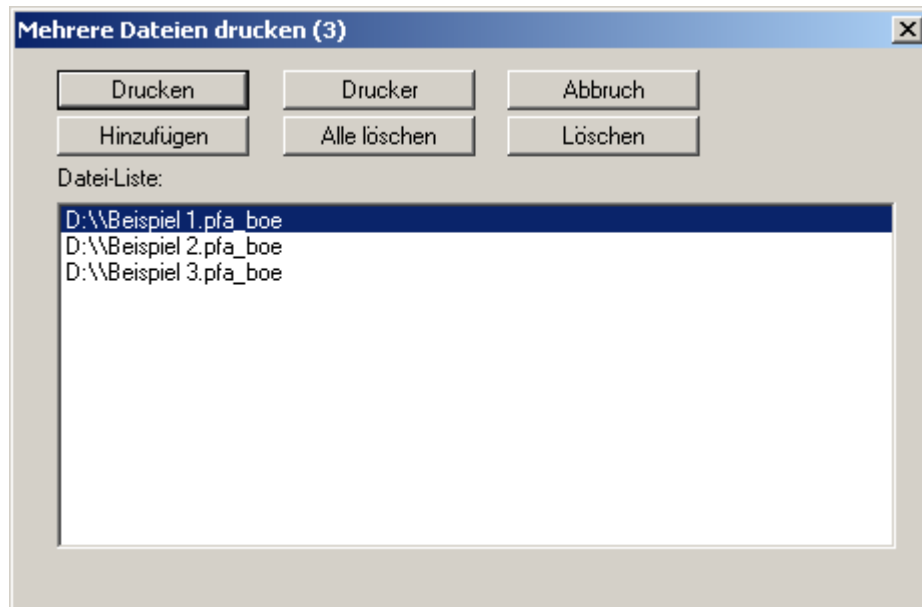 Mehrere Dateien drucken (3)
Drucken Drucker Abbruch
Hinzufügen Alle löschen Löschen
Datei-Liste:
D:\\Beispiel 1.pfa_boe
D:\\Beispiel 2.pfa_boe
D:\\Beispiel 3.pfa_boe